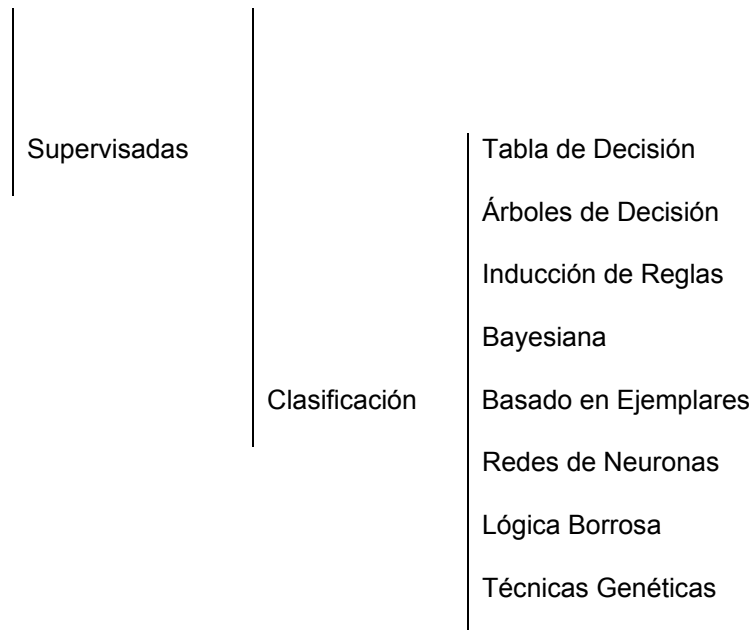 Supervisadas
Tabla de Decisión
Árboles de Decisión
Inducción de Reglas
Bayesiana
Clasificación
Basado en Ejemplares
Redes de Neuronas
Lógica Borrosa
Técnicas Genéticas